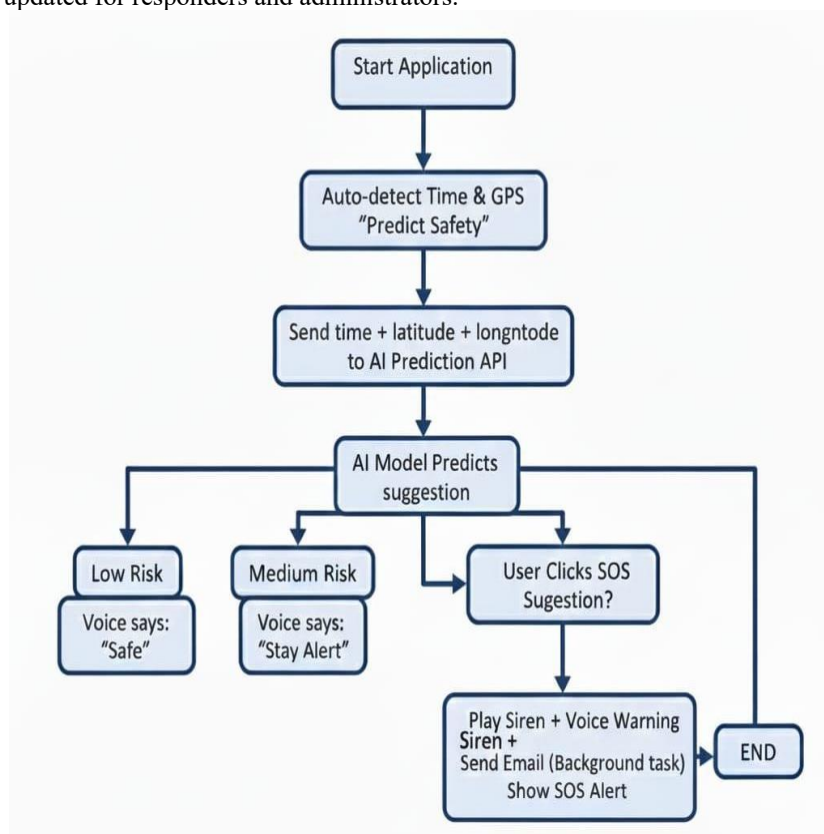 updated for responders and administrators.
Start Application
Auto-detect Time & GPS
"Predict Safety"
Send time + latitude + longntode
to AI Prediction API
AI Model Predicts
suggestion
Low Risk
Voice says:
"Safe"
Medium Risk
Voice says:
"Stay Alert"
User Clicks SOS
Sugestion?
Play Siren + Voice Warning
Siren +
Send Email (Background task)
Show SOS Alert
END